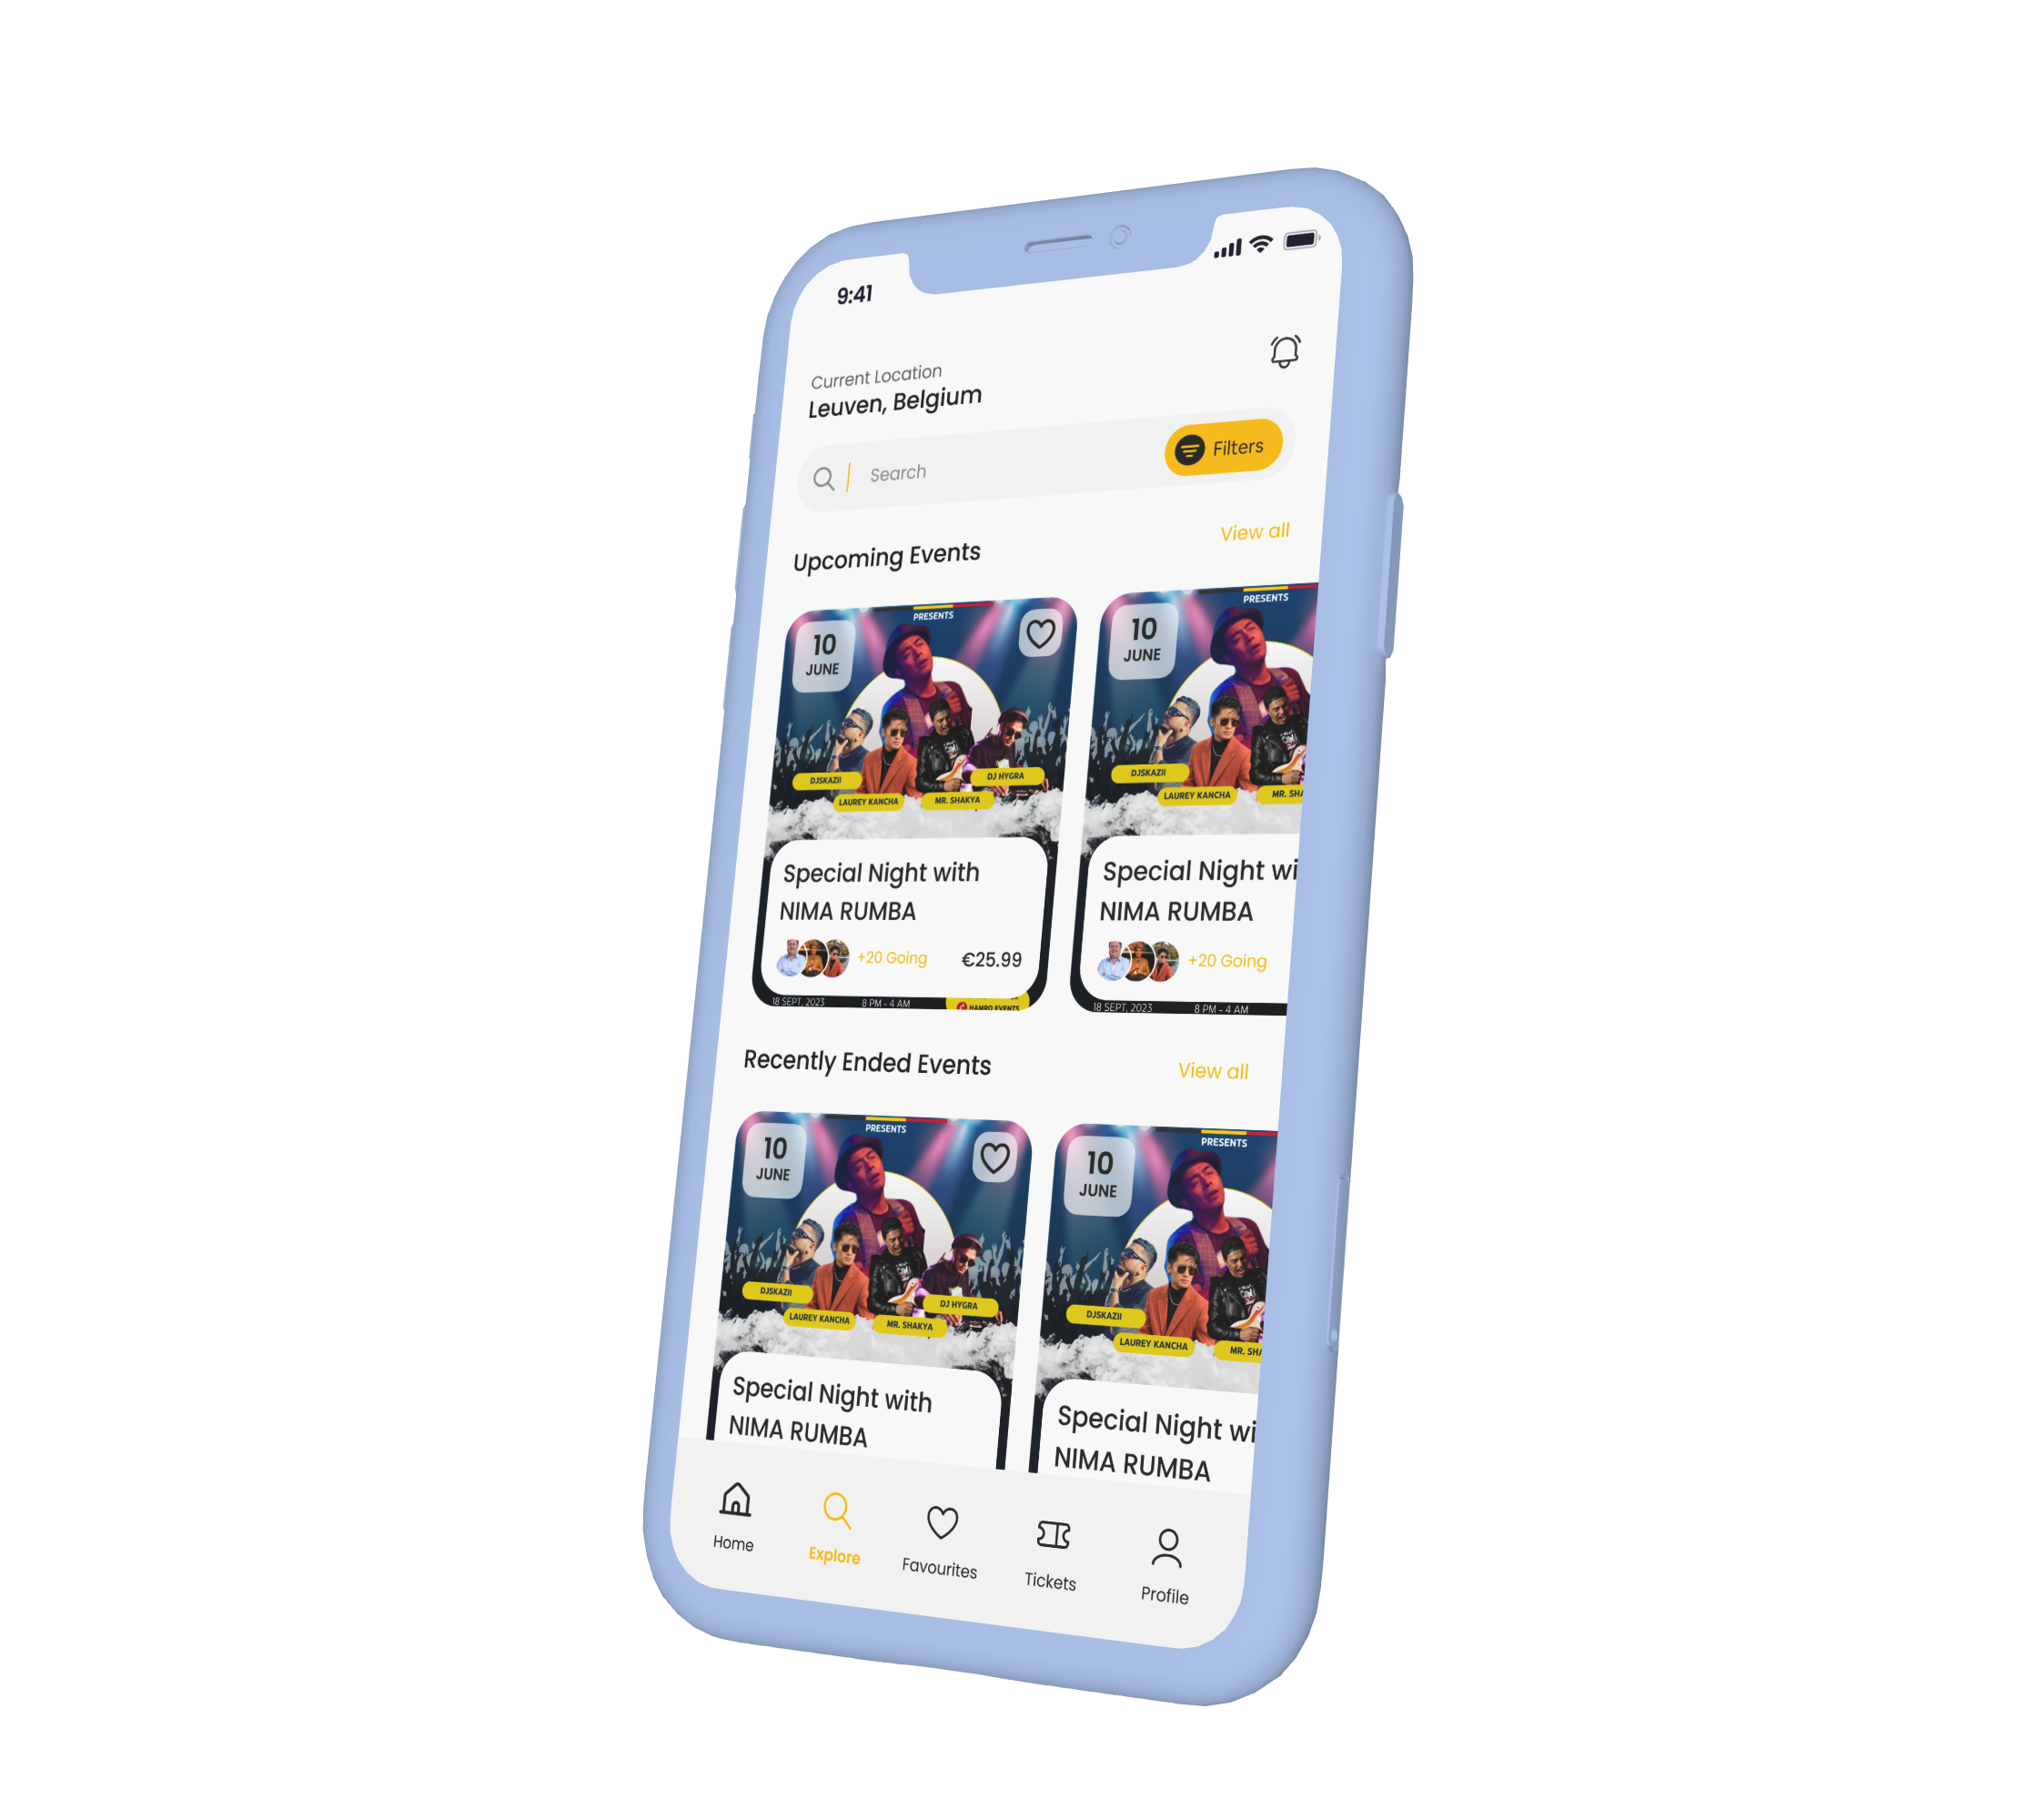 9:41
Current Location
Leuven, Belgium
Search
Filters
Upcoming Events
View all
PRESENTS
10
JUNE
DJSKAZII
LAUREY KANCHA
MR. SHAKYA
DJ HYGRA
Special Night with
NIMA RUMBA
+20 Going
€25.99
18 SEPT, 2023
8 PM - 4 AM
HAMRO EVENTS
PRESENTS
10
JUNE
DJSKAZII
LAUREY KANCHA
MR. SHA
Special Night wi
NIMA RUMBA
+20 Going
18 SEPT, 2023
8 PM - 4 AM
Recently Ended Events
View all
PRESENTS
10
JUNE
DJSKAZII
LAUREY KANCHA
MR. SHAKYA
DJ HYGRA
Special Night with
NIMA RUMBA
PRESENTS
10
JUNE
DJSKAZII
LAUREY KANCHA
MR. SHA
Special Night wi
NIMA RUMBA
Home
Explore
Favourites
Tickets
Profile